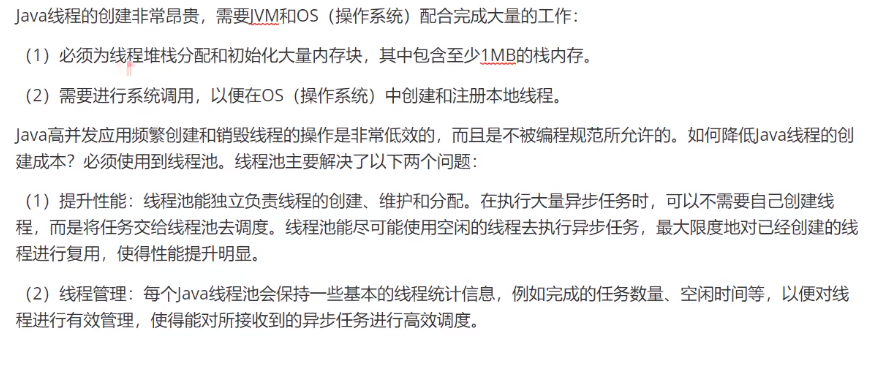 Java线程的创建非常昂贵，需要JVM和OS（操作系统）配合完成大量的工作：
（1）必须为线程堆栈分配和初始化大量内存块，其中包含至少1MB的栈内存。
（2）需要进行系统调用，以便在OS（操作系统）中创建和注册本地线程。
Java高并发应用频繁创建和销毁线程的操作是非常低效的，而且是不被编程规范所允许的。如何降低Java线程的创
建成本？必须使用到线程池。线程池主要解决了以下两个问题：
（1）提升性能：线程池能独立负责线程的创建、维护和分配。在执行大量异步任务时，可以不需要自己创建线
程，而是将任务交给线程池去调度。线程池能尽可能使用空闲的线程去执行异步任务，最大限度地对已经创建的线
程进行复用，使得性能提升明显。
（2）线程管理：每个Java线程池会保持一些基本的线程统计信息，例如完成的任务数量、空闲时间等，以便对线
程进行有效管理，使得能对所接收到的异步任务进行高效调度。